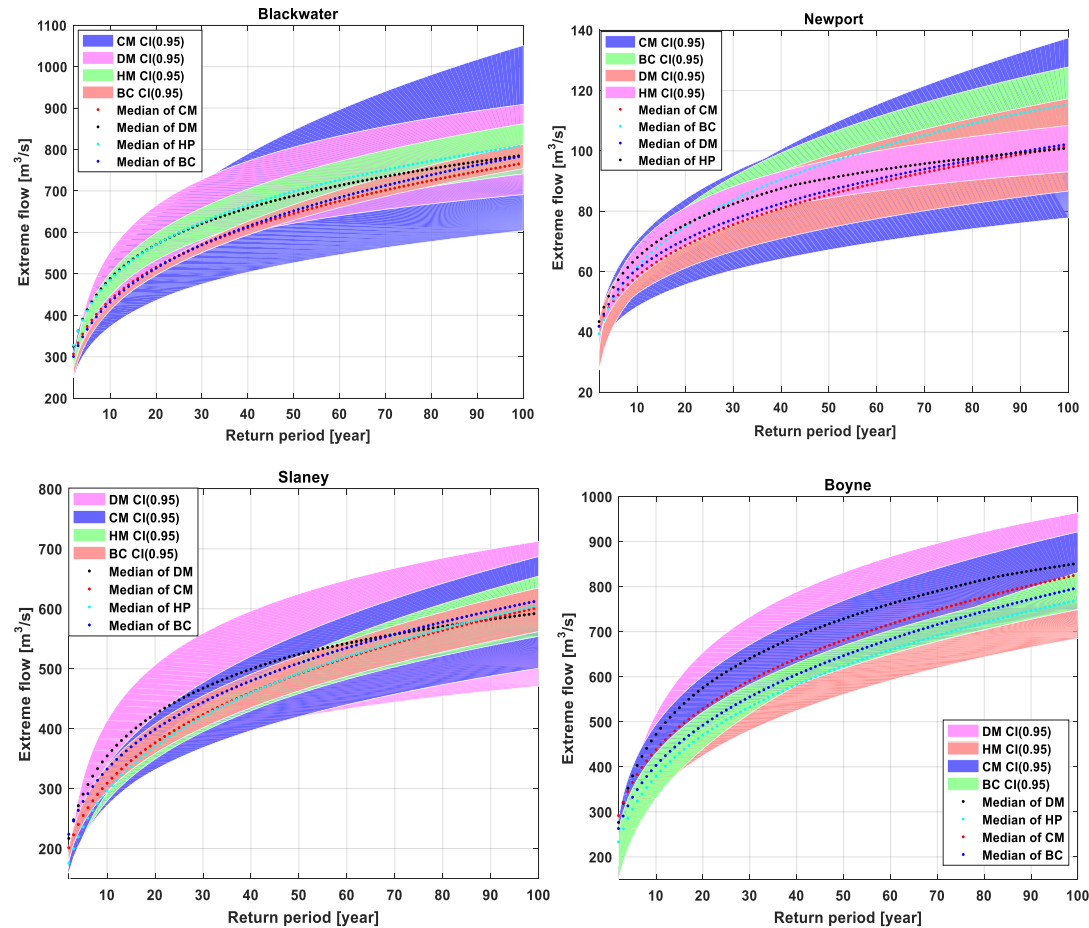 Blackwater
Extreme flow [m³/s]
1100
1000
900
800
700
600
500
400
300
200
CM CI(0.95)
DM CI(0.95)
HM CI(0.95)
BC CI(0.95)
Median of CM
Median of DM
Median of HP
Median of BC
10 20 30 40 50 60 70 80 90 100
Return period [year]
Newport
Extreme flow [m³/s]
140
120
100
80
60
40
20
CM CI(0.95)
BC CI(0.95)
DM CI(0.95)
HM CI(0.95)
Median of CM
Median of BC
Median of DM
Median of HP
10 20 30 40 50 60 70 80 90 100
Return period [year]
Slaney
Extreme flow [m³/s]
800
700
600
500
400
300
200
DM CI(0.95)
CM CI(0.95)
HM CI(0.95)
BC CI(0.95)
Median of DM
Median of CM
Median of HP
Median of BC
10 20 30 40 50 60 70 80 90 100
Return period [year]
Boyne
Extreme flow [m³/s]
1000
900
800
700
600
500
400
300
200
DM CI(0.95)
HM CI(0.95)
CM CI(0.95)
BC CI(0.95)
Median of DM
Median of HP
Median of CM
Median of BC
10 20 30 40 50 60 70 80 90 100
Return period [year]